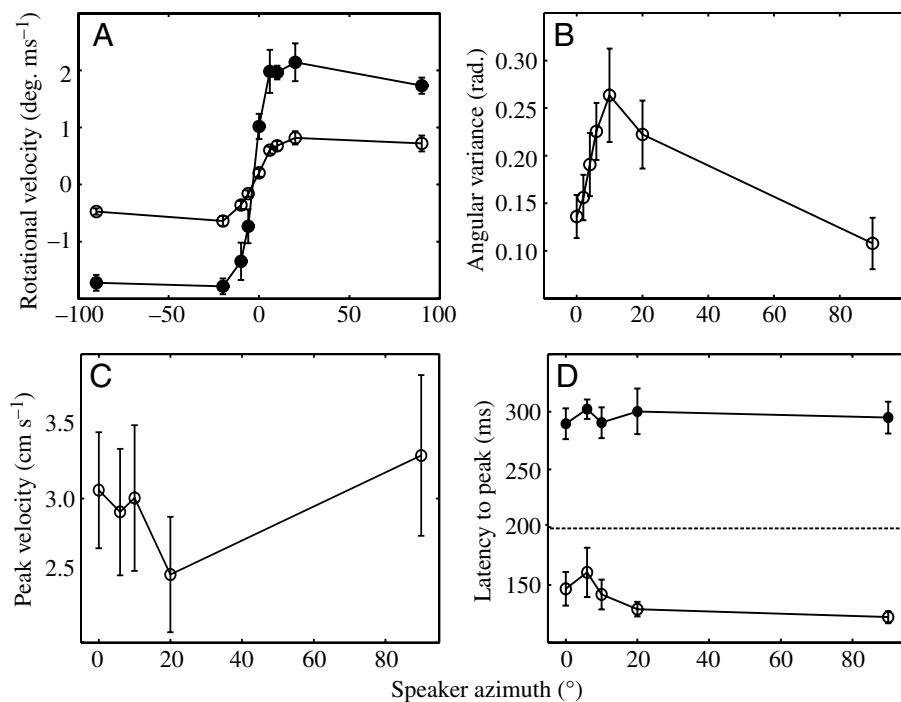 A
Rotational velocity (deg. ms⁻¹)
2
1
0
−1
−100 −50 0 50 100
B
Angular variance (rad.)
0.30
0.25
0.20
0.15
0.10
0 20 40 60 80
C
Peak velocity (cm s⁻¹)
3.5
3.0
2.5
0 20 40 60 80
D
Latency to peak (ms)
300
250
200
150
0 20 40 60 80
Speaker azimuth (°)